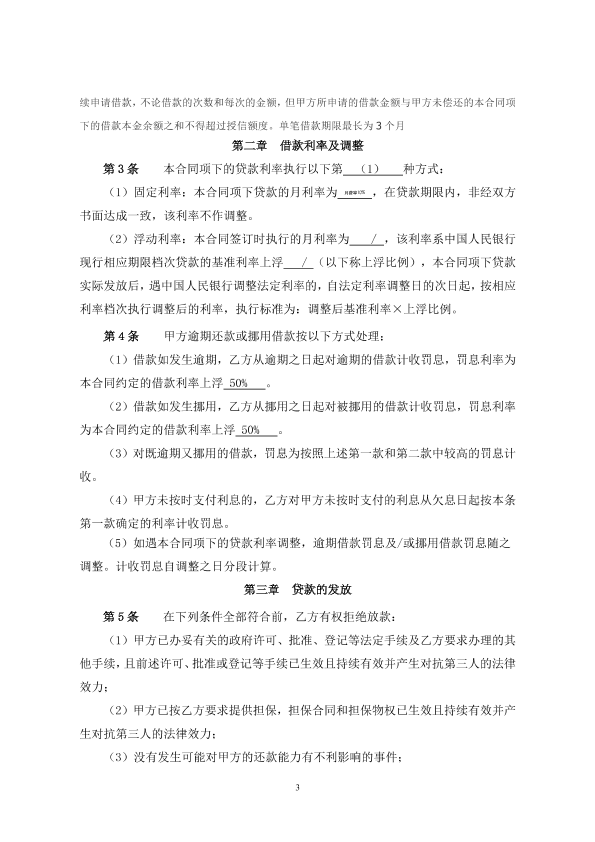 续申请借款，不论借款的次数和每次的金额，但甲方所申请的借款金额与甲方未偿还的本合同项
下的借款本金余额之和不得超过授信额度。单笔借款期限最长为 3 个月
第二章　借款利率及调整
第 3 条　　本合同项下的贷款利率执行以下第　（1）　种方式：
（1）固定利率：本合同项下贷款的月利率为 ，在贷款期限内，非经双方
书面达成一致，该利率不作调整。
（2）浮动利率：本合同签订时执行的月利率为　/ ，该利率系中国人民银行
现行相应期限档次贷款的基准利率上浮　/ （以下称上浮比例），本合同项下贷款
实际发放后，遇中国人民银行调整法定利率的，自法定利率调整日的次日起，按相应
利率档次执行调整后的利率，执行标准为：调整后基准利率×上浮比例。
第 4 条　　甲方逾期还款或挪用借款按以下方式处理：
（1）借款如发生逾期，乙方从逾期之日起对逾期的借款计收罚息，罚息利率为
本合同约定的借款利率上浮 50% 。
（2）借款如发生挪用，乙方从挪用之日起对被挪用的借款计收罚息，罚息利率
为本合同约定的借款利率上浮 50% 。
（3）对既逾期又挪用的借款，罚息为按照上述第一款和第二款中较高的罚息计
收。
（4）甲方未按时支付利息的，乙方对甲方未按时支付的利息从欠息日起按本条
第一款确定的利率计收罚息。
（5）如遇本合同项下的贷款利率调整，逾期借款罚息及/或挪用借款罚息随之
调整。计收罚息自调整之日分段计算。
第三章　贷款的发放
第 5 条　　在下列条件全部符合前，乙方有权拒绝放款：
（1）甲方已办妥有关的政府许可、批准、登记等法定手续及乙方要求办理的其
他手续，且前述许可、批准或登记等手续已生效且持续有效并产生对抗第三人的法律
效力；
（2）甲方已按乙方要求提供担保，担保合同和担保物权已生效且持续有效并产
生对抗第三人的法律效力；
（3）没有发生可能对甲方的还款能力有不利影响的事件；
3